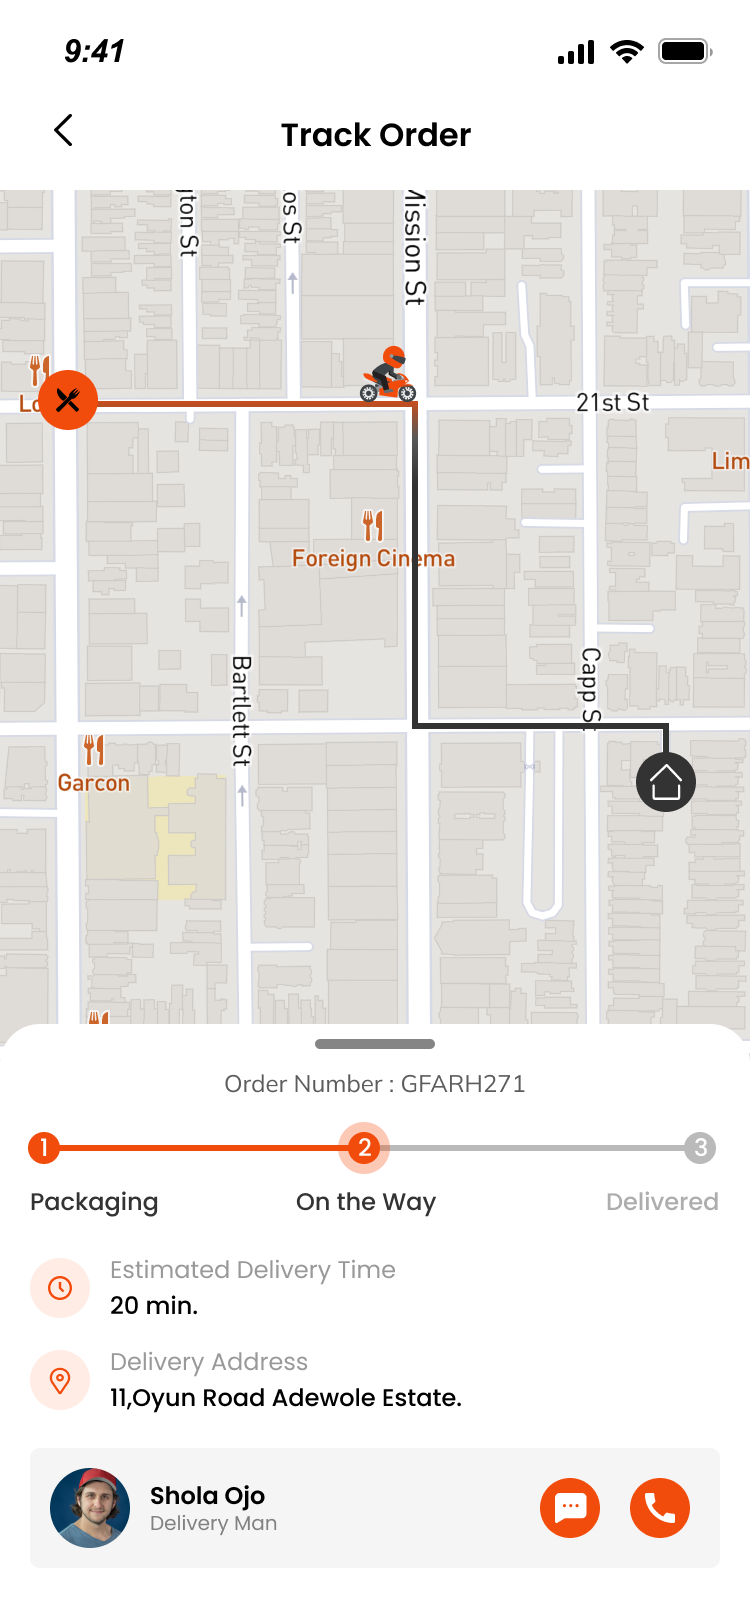 9:41
Track Order
gton St
os St
Mission St
Lo
21st St
Lim
Foreign Cinema
Capp St
Bartlett St
Garcon
Order Number : GFARH271
1
2
3
Packaging
On the Way
Delivered
Estimated Delivery Time
20 min.
Delivery Address
11,Oyun Road Adewole Estate.
Shola Ojo
Delivery Man